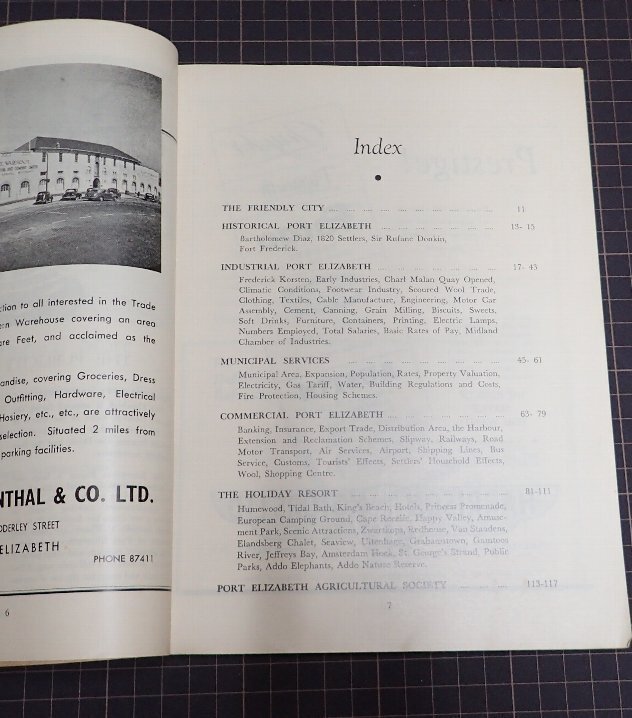 ction to all interested in the Trade
ern Warehouse covering an area
are Feet, and acclaimed as the
andise, covering Groceries, Dress
Outfitting, Hardware, Electrical
Hosiery, etc., etc., are attractively
selection. Situated 2 miles from
parking facilities.
NTHAL & CO. LTD.
DDERLEY STREET
ELIZABETH
PHONE 87411
6
Index
THE FRIENDLY CITY 11
HISTORICAL PORT ELIZABETH 13-15
Bartholomew Diaz, 1820 Settlers, Sir Rufane Donkin,
Fort Frederick.
INDUSTRIAL PORT ELIZABETH 17-43
Frederick Korsten, Early Industries, Charl Malan Quay Opened,
Climatic Conditions, Footwear Industry, Scoured Wool Trade,
Clothing, Textiles, Cable Manufacture, Engineering, Motor Car
Assembly, Cement, Canning, Grain Milling, Biscuits, Sweets,
Soft Drinks, Furniture, Containers, Printing, Electric Lamps,
Numbers Employed, Total Salaries, Basic Rates of Pay, Midland
Chamber of Industries.
MUNICIPAL SERVICES 45-61
Municipal Area, Expansion, Population, Rates, Property Valuation,
Electricity, Gas Tariff, Water, Building Regulations and Costs,
Fire Protection, Housing Schemes.
COMMERCIAL PORT ELIZABETH 63-79
Banking, Insurance, Export Trade, Distribution Area, the Harbour,
Extension and Reclamation Schemes, Slipway, Railways, Road
Motor Transport, Air Services, Airport, Shipping Lines, Bus
Service, Customs, Tourists' Effects, Settlers' Household Effects,
Wool, Shopping Centre.
THE HOLIDAY RESORT 81-111
Humewood, Tidal Bath, King's Beach, Hotels, Princess Promenade,
European Camping Ground, Cape Recife, Happy Valley, Amuse-
ment Park, Scenic Attractions, Zwartkops, Redhouse, Van Stadens,
Elandsberg Chalet, Seaview, Uitenhage, Grahamstown, Gamtoos
River, Jeffreys Bay, Amsterdam Hoek, St. George's Strand, Public
Parks, Addo Elephants, Addo Nature Reserve.
PORT ELIZABETH AGRICULTURAL SOCIETY 113-117
7